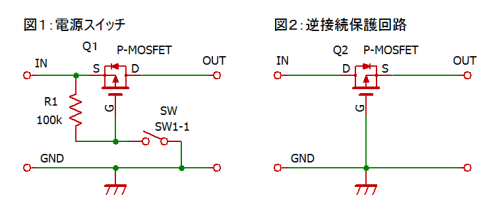 図１：電源スイッチ
Q1 P-MOSFET
IN S D OUT
G
R1
100k
SW
SW1-1
GND
図２：逆接続保護回路
Q2 P-MOSFET
IN D S OUT
G
GND